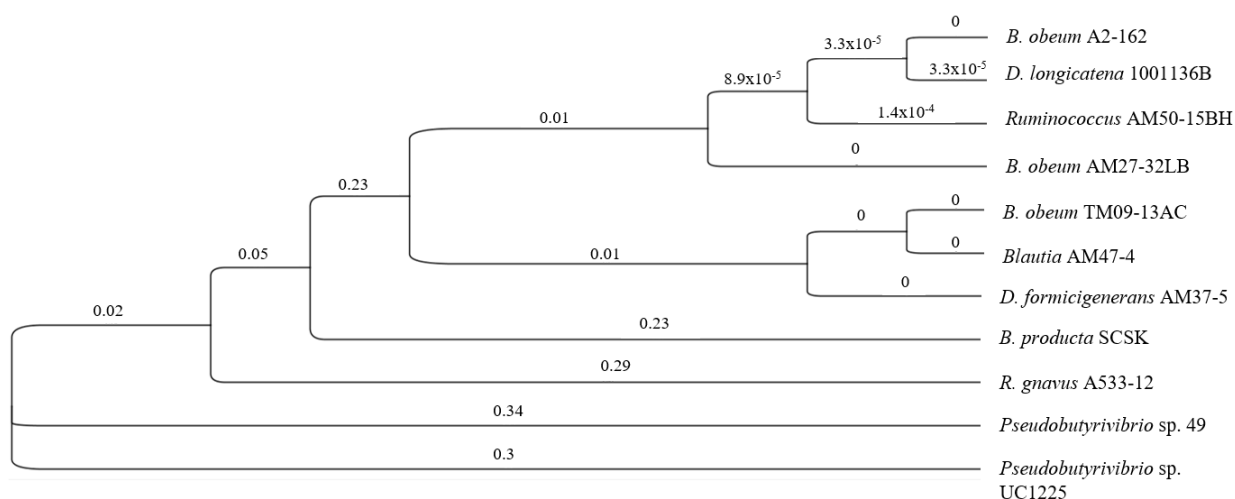 0
B. obeum A2-162
3.3x10⁻⁵
3.3x10⁻⁵
D. longicatena 1001136B
8.9x10⁻⁵
1.4x10⁻⁴
Ruminococcus AM50-15BH
0.01
0
B. obeum AM27-32LB
0.23
0
0
B. obeum TM09-13AC
0.05
0.01
0
Blautia AM47-4
0
D. formicigenerans AM37-5
0.02
0.23
B. producta SCSK
0.29
R. gnavus A533-12
0.34
Pseudobutyrivibrio sp. 49
0.3
Pseudobutyrivibrio sp.
UC1225